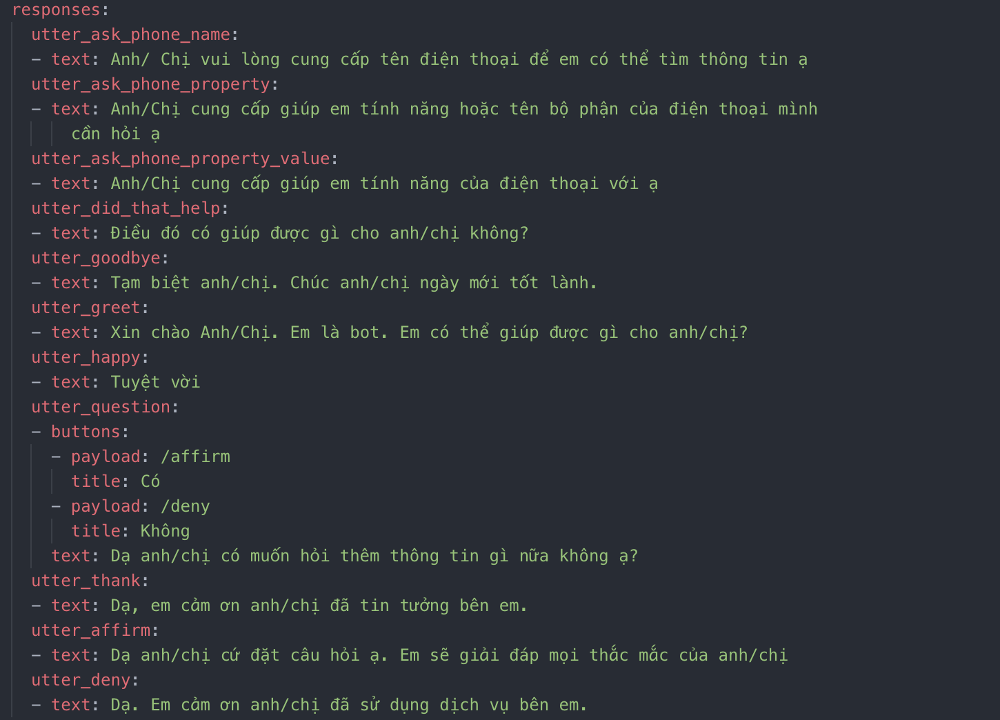 responses:
utter_ask_phone_name:
- text: Anh/ Chị vui lòng cung cấp tên điện thoại để em có thể tìm thông tin ạ
utter_ask_phone_property:
- text: Anh/Chị cung cấp giúp em tính năng hoặc tên bộ phận của điện thoại mình
cần hỏi ạ
utter_ask_phone_property_value:
- text: Anh/Chị cung cấp giúp em tính năng của điện thoại với ạ
utter_did_that_help:
- text: Điều đó có giúp được gì cho anh/chị không?
utter_goodbye:
- text: Tạm biệt anh/chị. Chúc anh/chị ngày mới tốt lành.
utter_greet:
- text: Xin chào Anh/Chị. Em là bot. Em có thể giúp được gì cho anh/chị?
utter_happy:
- text: Tuyệt vời
utter_question:
- buttons:
- payload: /affirm
title: Có
- payload: /deny
title: Không
text: Dạ anh/chị có muốn hỏi thêm thông tin gì nữa không ạ?
utter_thank:
- text: Dạ, em cảm ơn anh/chị đã tin tưởng bên em.
utter_affirm:
- text: Dạ anh/chị cứ đặt câu hỏi ạ. Em sẽ giải đáp mọi thắc mắc của anh/chị
utter_deny:
- text: Dạ. Em cảm ơn anh/chị đã sử dụng dịch vụ bên em.